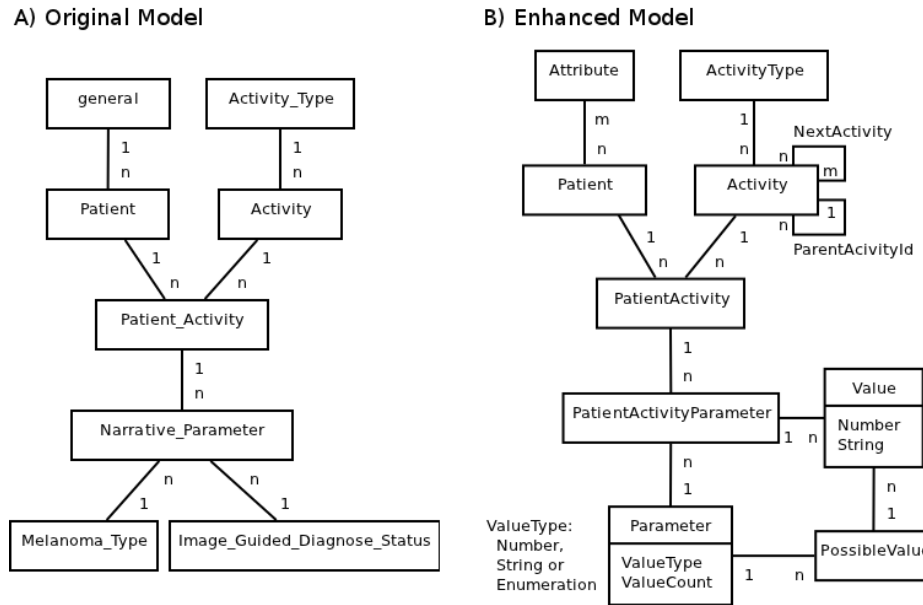 A) Original Model
general
Activity_Type
1
n
1
n
Patient
Activity
1
n
1
n
Patient_Activity
1
n
Narrative_Parameter
n
1
n
1
Melanoma_Type
Image_Guided_Diagnose_Status
B) Enhanced Model
Attribute
ActivityType
m
n
1
n
NextActivity
n
m
Patient
Activity
1
n
ParentAcivityId
1
n
1
n
PatientActivity
1
n
PatientActivityParameter
1 n
Value
Number
String
n
1
n
1
ValueType:
Number,
String or
Enumeration
Parameter
ValueType
ValueCount
1 n
PossibleValue